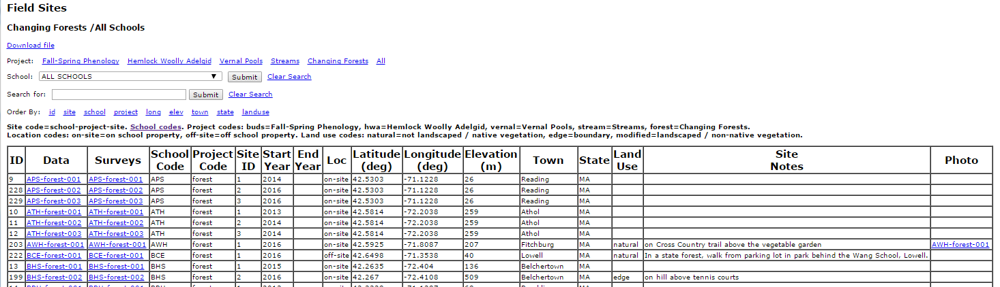 Field Sites
Changing Forests /All Schools
Download file
Project: Fall-Spring Phenology Hemlock Woolly Adelgid Vernal Pools Streams Changing Forests All
School: ALL SCHOOLS ▼ Submit Clear Search
Search for: Submit Clear Search
Order By: id site school project long elev town state landuse
Site code=school-project-site. School codes. Project codes: buds=Fall-Spring Phenology, hwa=Hemlock Woolly Adelgid, vernal=Vernal Pools, stream=Streams, forest=Changing Forests.
Location codes: on-site=on school property, off-site=off school property. Land use codes: natural=not landscaped / native vegetation, edge=boundary, modified=landscaped / non-native vegetation.
ID Data Surveys School Code Project Code Site ID Start Year End Year Loc Latitude (deg) Longitude (deg) Elevation (m) Town State Land Use Site Notes Photo
9 APS-forest-001 APS-forest-001 APS forest 1 2014 on-site 42.5303 -71.1228 26 Reading MA
228 APS-forest-002 APS-forest-002 APS forest 2 2016 on-site 42.5303 -71.1228 26 Reading MA
229 APS-forest-003 APS-forest-003 APS forest 3 2016 on-site 42.5303 -71.1228 26 Reading MA
10 ATH-forest-001 ATH-forest-001 ATH forest 1 2013 on-site 42.5814 -72.2038 259 Athol MA
11 ATH-forest-002 ATH-forest-002 ATH forest 2 2014 on-site 42.5814 -72.2038 259 Athol MA
12 ATH-forest-003 ATH-forest-003 ATH forest 3 2014 on-site 42.5814 -72.2038 259 Athol MA
203 AWH-forest-001 AWH-forest-001 AWH forest 1 2016 on-site 42.5925 -71.8087 207 Fitchburg MA natural on Cross Country trail above the vegetable garden AWH-forest-001
222 BCE-forest-001 BCE-forest-001 BCE forest 1 2016 off-site 42.6498 -71.3538 40 Lowell MA natural In a state forest, walk from parking lot in park behind the Wang School, Lowell.
13 BHS-forest-001 BHS-forest-001 BHS forest 1 2015 on-site 42.2635 -72.404 136 Belchertown MA
199 BHS-forest-002 BHS-forest-002 BHS forest 2 2016 on-site 42.267 -72.4108 509 Belchertown MA edge on hill above tennis courts